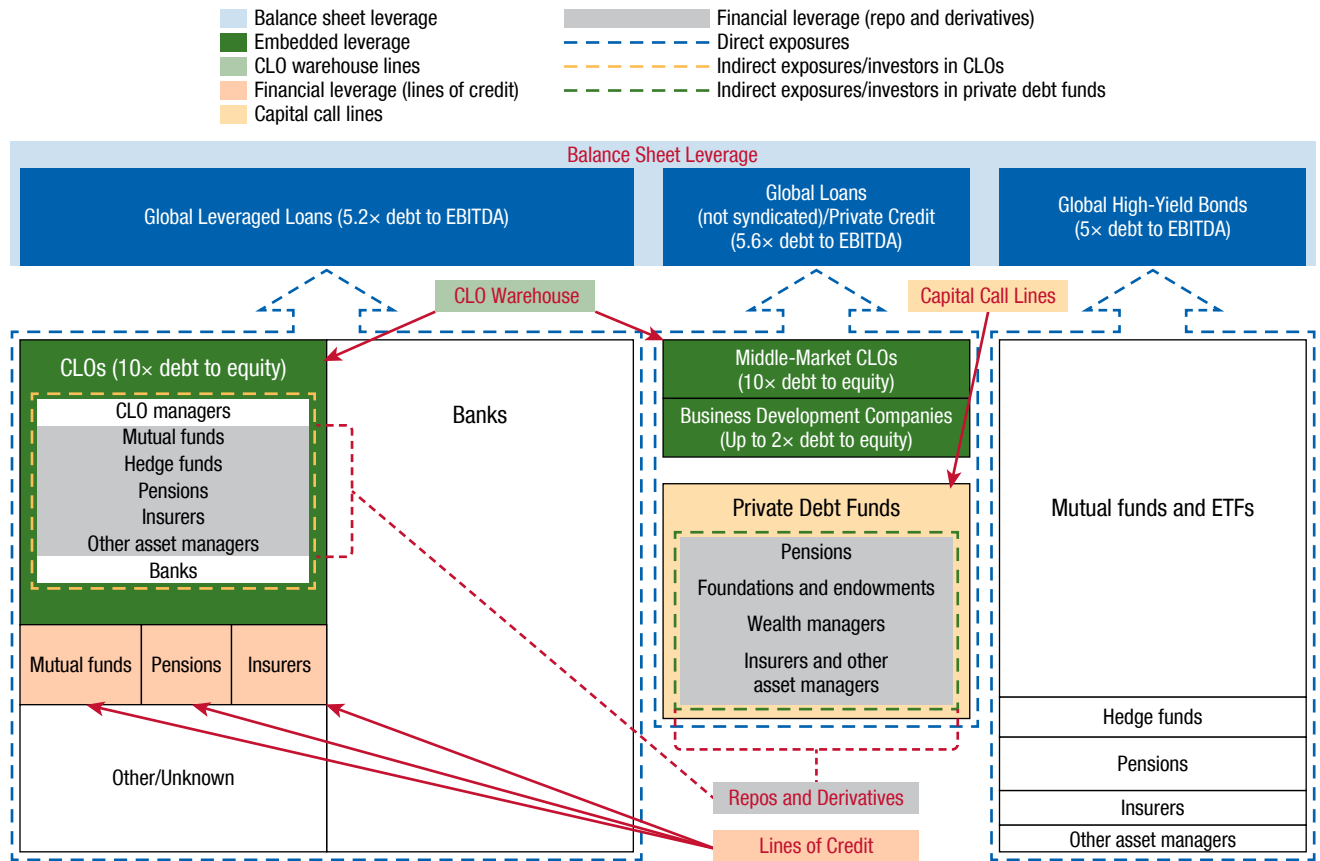 Balance sheet leverage
Embedded leverage
CLO warehouse lines
Financial leverage (lines of credit)
Capital call lines
Financial leverage (repo and derivatives)
Direct exposures
Indirect exposures/investors in CLOs
Indirect exposures/investors in private debt funds
Balance Sheet Leverage
Global Leveraged Loans (5.2× debt to EBITDA)
Global Loans
(not syndicated)/Private Credit
(5.6× debt to EBITDA)
Global High-Yield Bonds
(5× debt to EBITDA)
CLO Warehouse
Capital Call Lines
CLOs (10× debt to equity)
CLO managers
Mutual funds
Hedge funds
Pensions
Insurers
Other asset managers
Banks
Mutual funds
Pensions
Insurers
Other/Unknown
Banks
Middle-Market CLOs
(10× debt to equity)
Business Development Companies
(Up to 2× debt to equity)
Private Debt Funds
Pensions
Foundations and endowments
Wealth managers
Insurers and other
asset managers
Repos and Derivatives
Lines of Credit
Mutual funds and ETFs
Hedge funds
Pensions
Insurers
Other asset managers